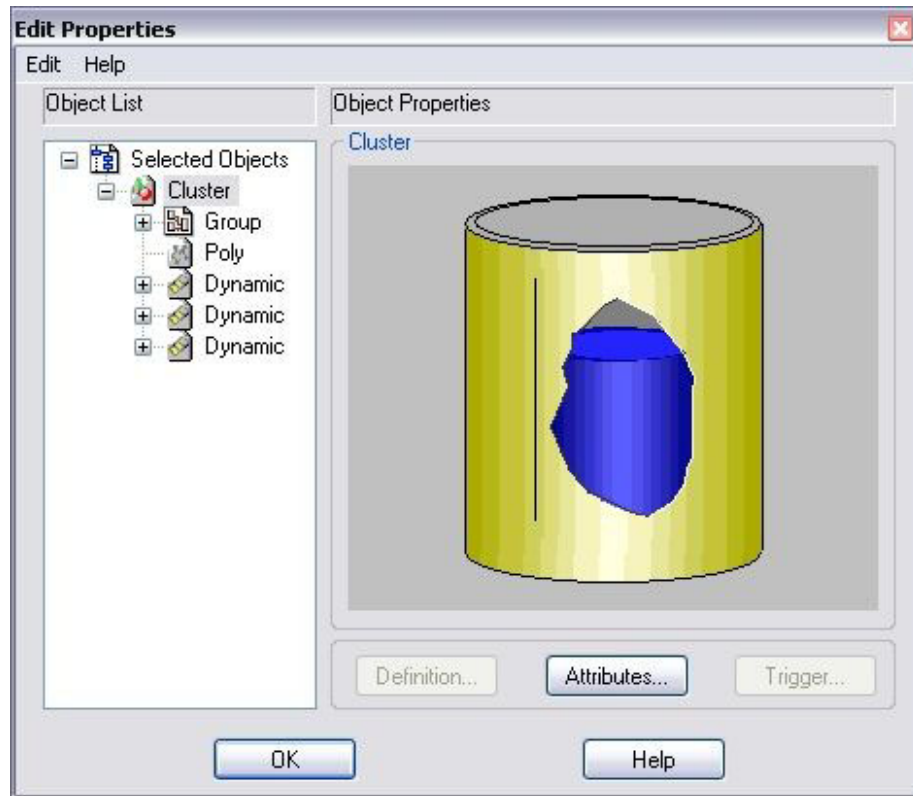 Edit Properties
Edit Help
Object List
Object Properties
Cluster
Selected Objects
Cluster
Group
Poly
Dynamic
Dynamic
Dynamic
Definition...
Attributes...
Trigger...
OK
Help